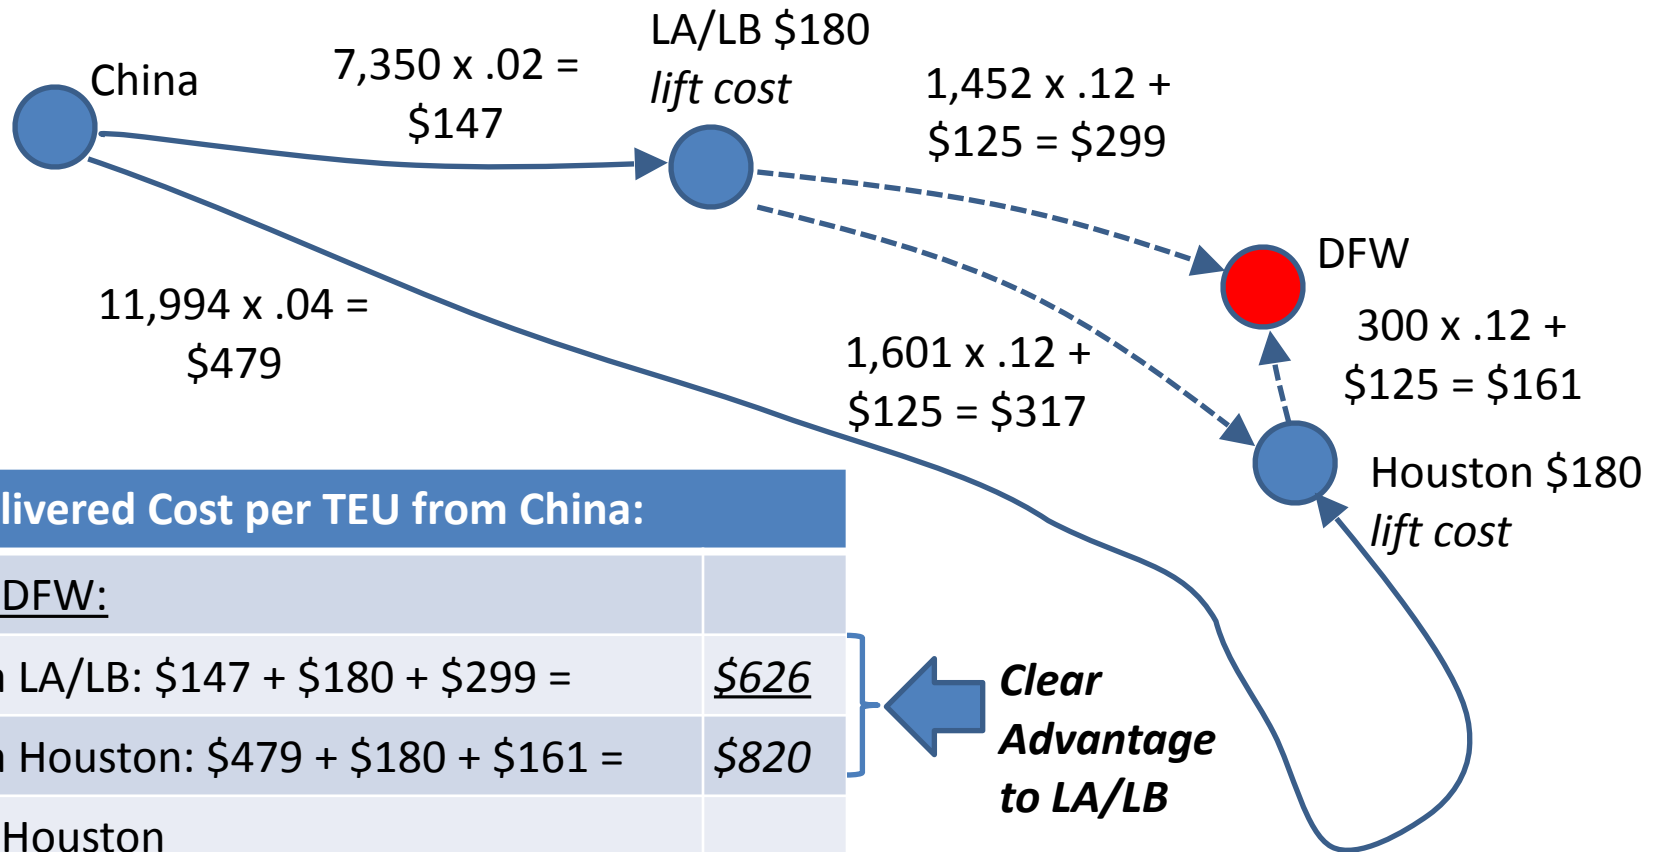 China
7,350 x .02 =
$147
LA/LB $180
lift cost
1,452 x .12 +
$125 = $299
DFW
11,994 x .04 =
$479
1,601 x .12 +
$125 = $317
300 x .12 +
$125 = $161
Houston $180
lift cost
livered Cost per TEU from China:
DFW:
LA/LB: $147 + $180 + $299 = $626
Houston: $479 + $180 + $161 = $820
Houston
Clear
Advantage
to LA/LB